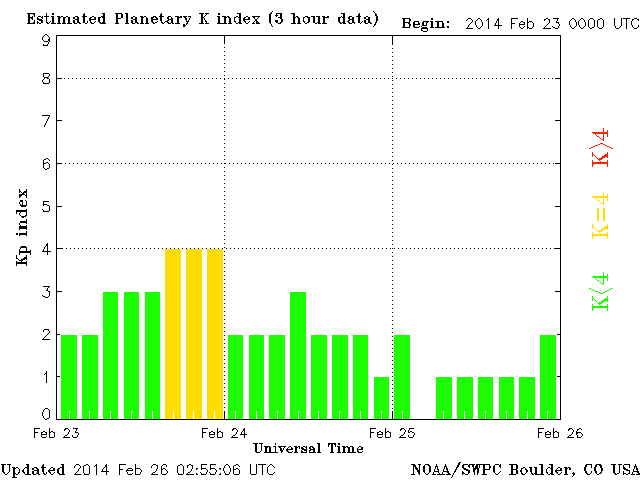 Estimated Planetary K index (3 hour data) Begin: 2014 Feb 23 0000 UTC
9
8
7
6
5
4
3
2
1
0
Kp index
K>4
K=4
K<4
Feb 23 Feb 24 Feb 25 Feb 26
Universal Time
Updated 2014 Feb 26 02:55:06 UTC NOAA/SWPC Boulder, CO USA